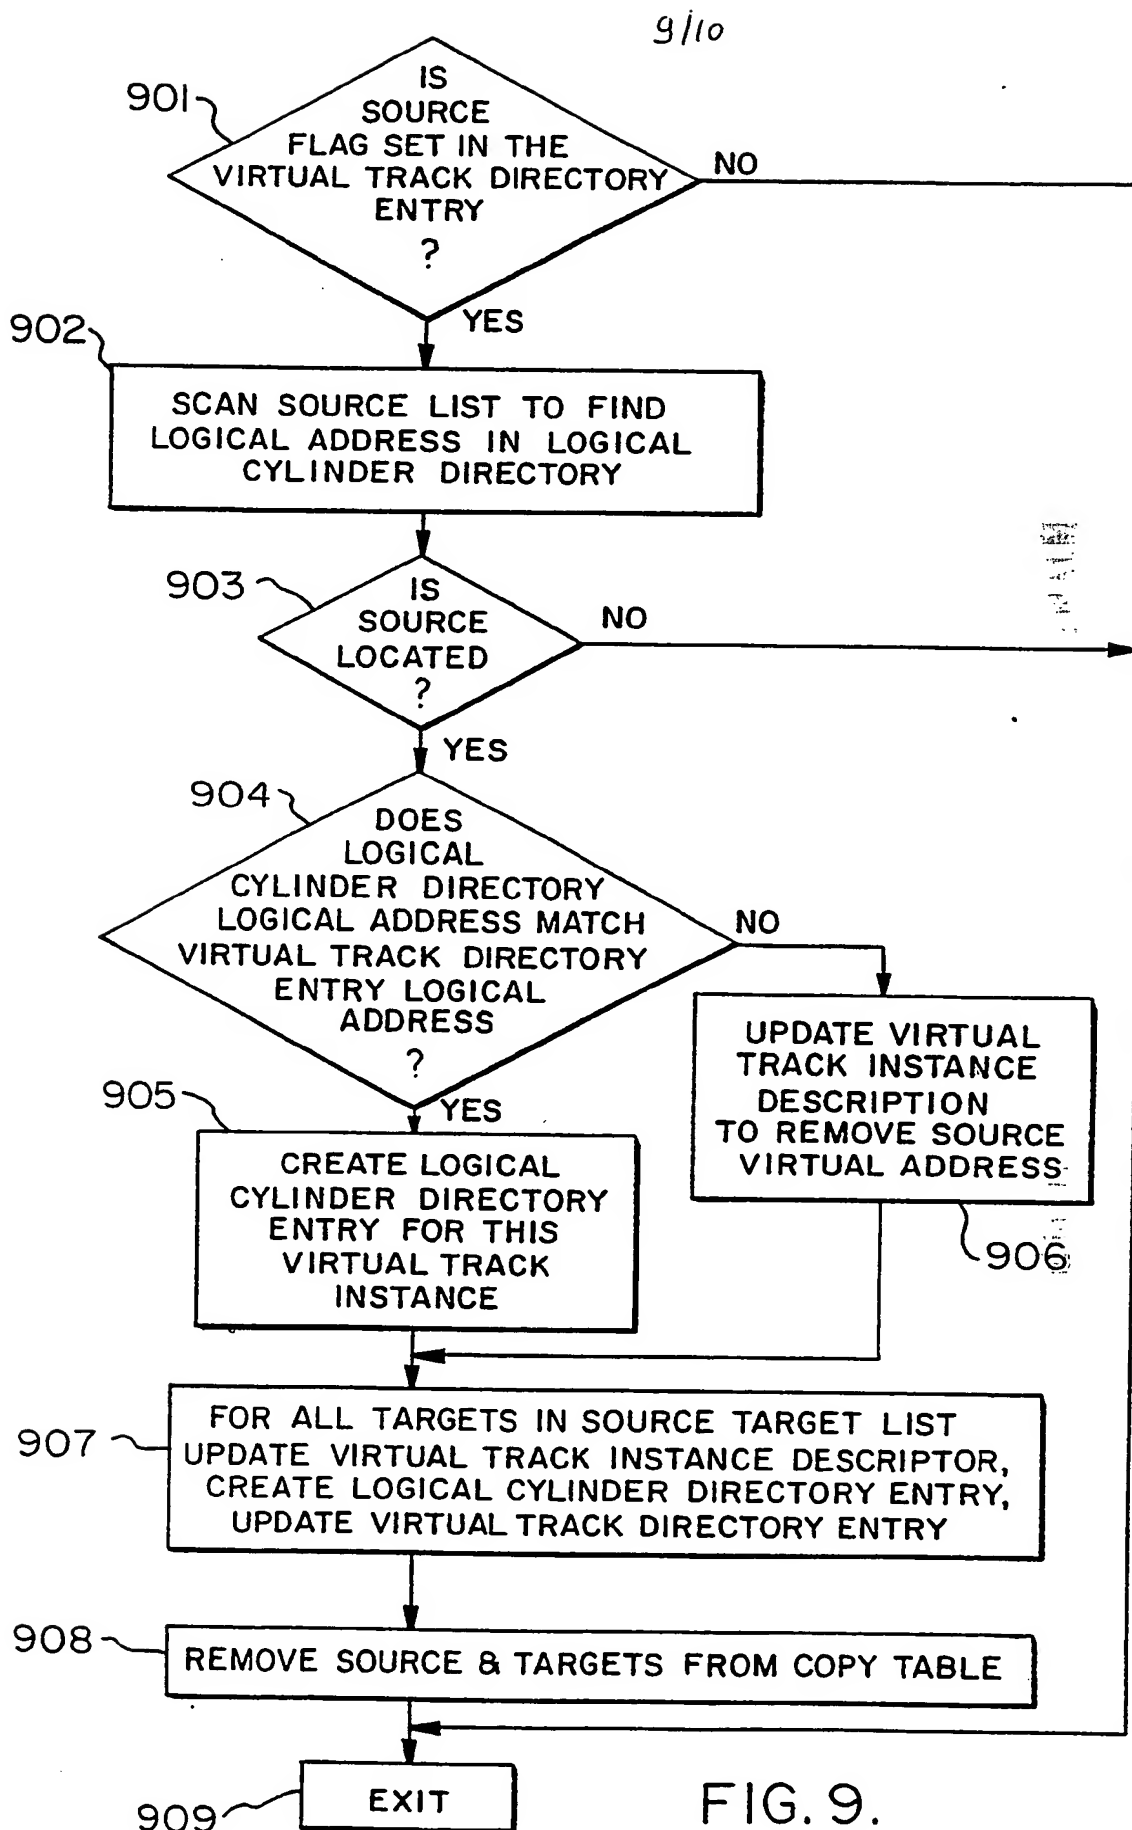 9/10
901
IS
SOURCE
FLAG SET IN THE
VIRTUAL TRACK DIRECTORY
ENTRY
?
NO
YES
902
SCAN SOURCE LIST TO FIND
LOGICAL ADDRESS IN LOGICAL
CYLINDER DIRECTORY
903
IS
SOURCE
LOCATED
?
NO
YES
904
DOES
LOGICAL
CYLINDER DIRECTORY
LOGICAL ADDRESS MATCH
VIRTUAL TRACK DIRECTORY
ENTRY LOGICAL
ADDRESS
?
NO
YES
905
CREATE LOGICAL
CYLINDER DIRECTORY
ENTRY FOR THIS
VIRTUAL TRACK
INSTANCE
UPDATE VIRTUAL
TRACK INSTANCE
DESCRIPTION
TO REMOVE SOURCE
VIRTUAL ADDRESS
906
907
FOR ALL TARGETS IN SOURCE TARGET LIST
UPDATE VIRTUAL TRACK INSTANCE DESCRIPTOR,
CREATE LOGICAL CYLINDER DIRECTORY ENTRY,
UPDATE VIRTUAL TRACK DIRECTORY ENTRY
908
REMOVE SOURCE & TARGETS FROM COPY TABLE
909
EXIT
FIG. 9.